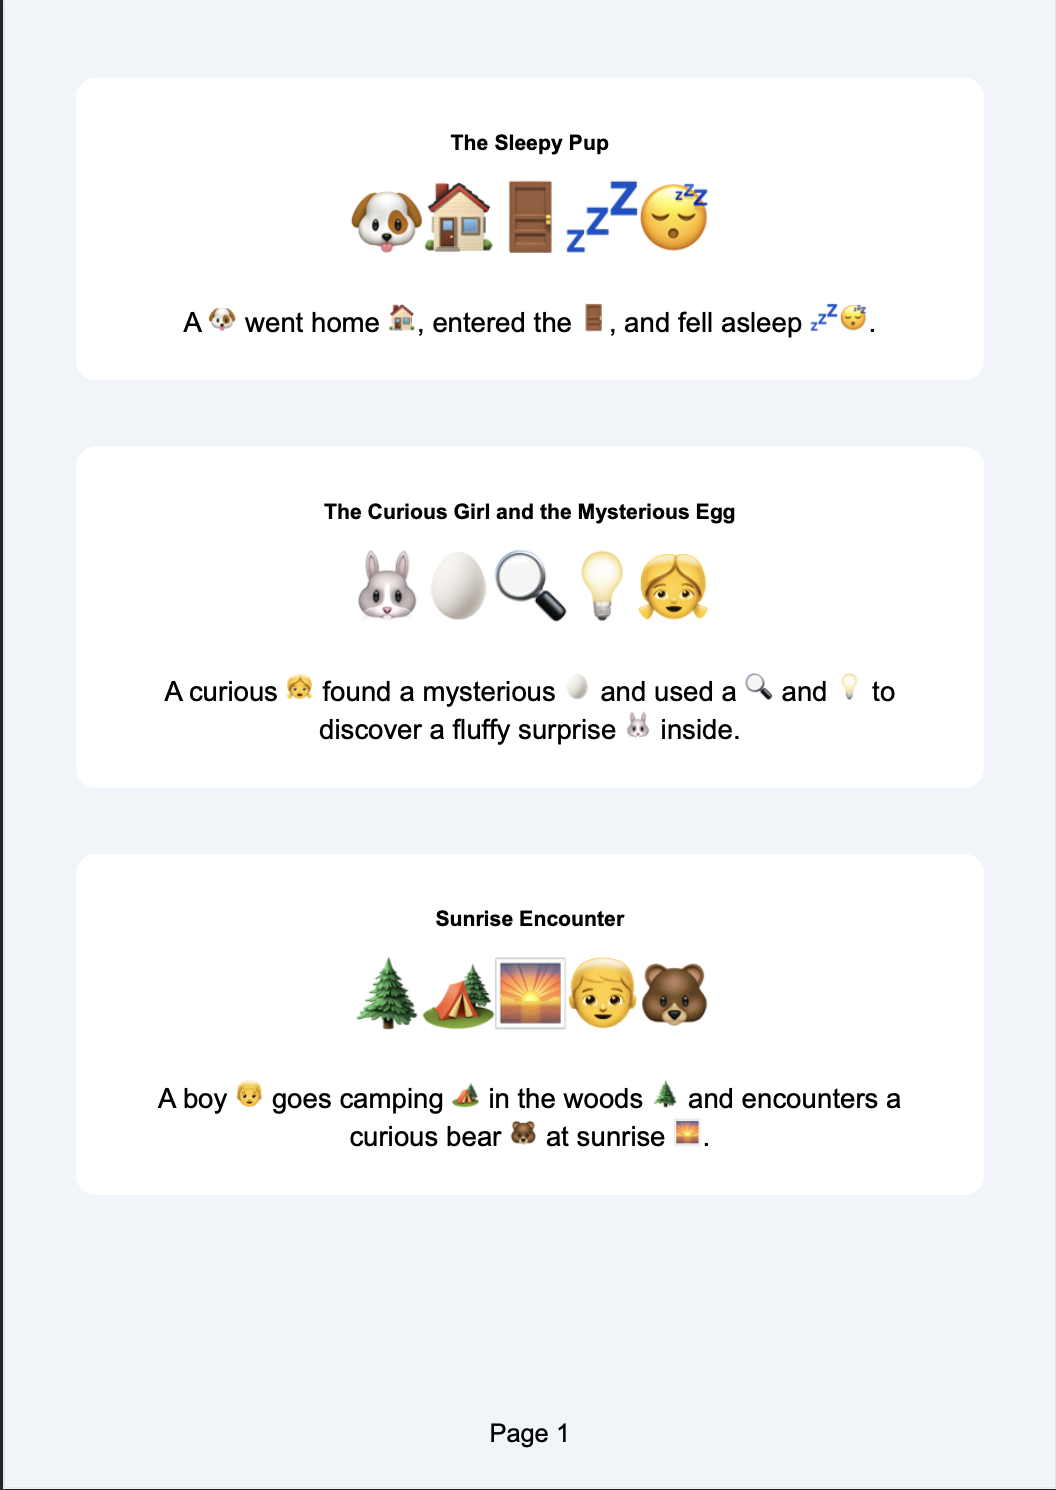 The Sleepy Pup
🐶🏠🚪💤😴
A 🐶 went home 🏠, entered the 🚪, and fell asleep 💤😴.
The Curious Girl and the Mysterious Egg
🐰🥚🔍💡👧
A curious 👧 found a mysterious 🥚 and used a 🔍 and 💡 to
discover a fluffy surprise 🐰 inside.
Sunrise Encounter
🌲🏕️🌅👦🐻
A boy 👦 goes camping 🏕️ in the woods 🌲 and encounters a
curious bear 🐻 at sunrise 🌅.
Page 1